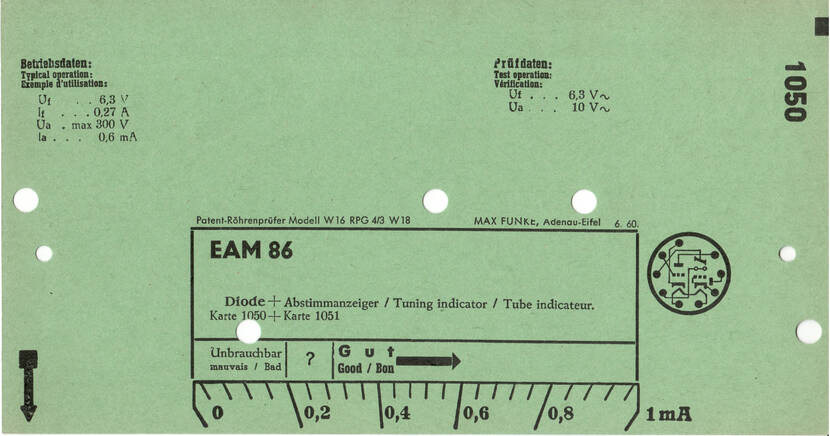 Betriebsdaten:
Typical operation:
Exemple d'utilisation:
Uf . . 6,3 V
If . . . 0,27 A
Ua . max 300 V
Ia . . . 0,6 mA
Prüfdaten:
Test operation:
Vérification:
Uf . . . 6,3 V~
Ua . . . 10 V~
1050
Patent-Röhrenprüfer Modell W16 RPG 4/3 W18 MAX FUNKE, Adenau-Eifel 6. 60.
EAM 86
Diode + Abstimmanzeiger / Tuning indicator / Tube indicateur.
Karte 1050 + Karte 1051
Unbrauchbar ? Gut
mauvais / Bad Good / Bon
0 0,2 0,4 0,6 0,8 1 mA